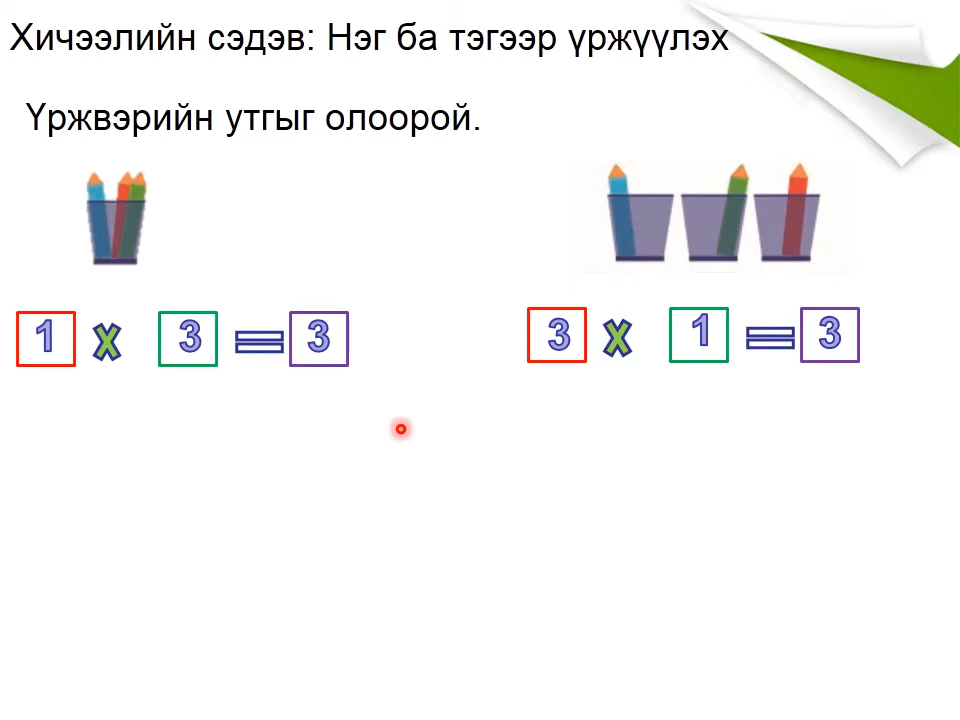 Хичээлийн сэдэв: Нэг ба тэгээр үржүүлэх
Үржвэрийн утгыг олоорой.
1 x 3 = 3
3 x 1 = 3